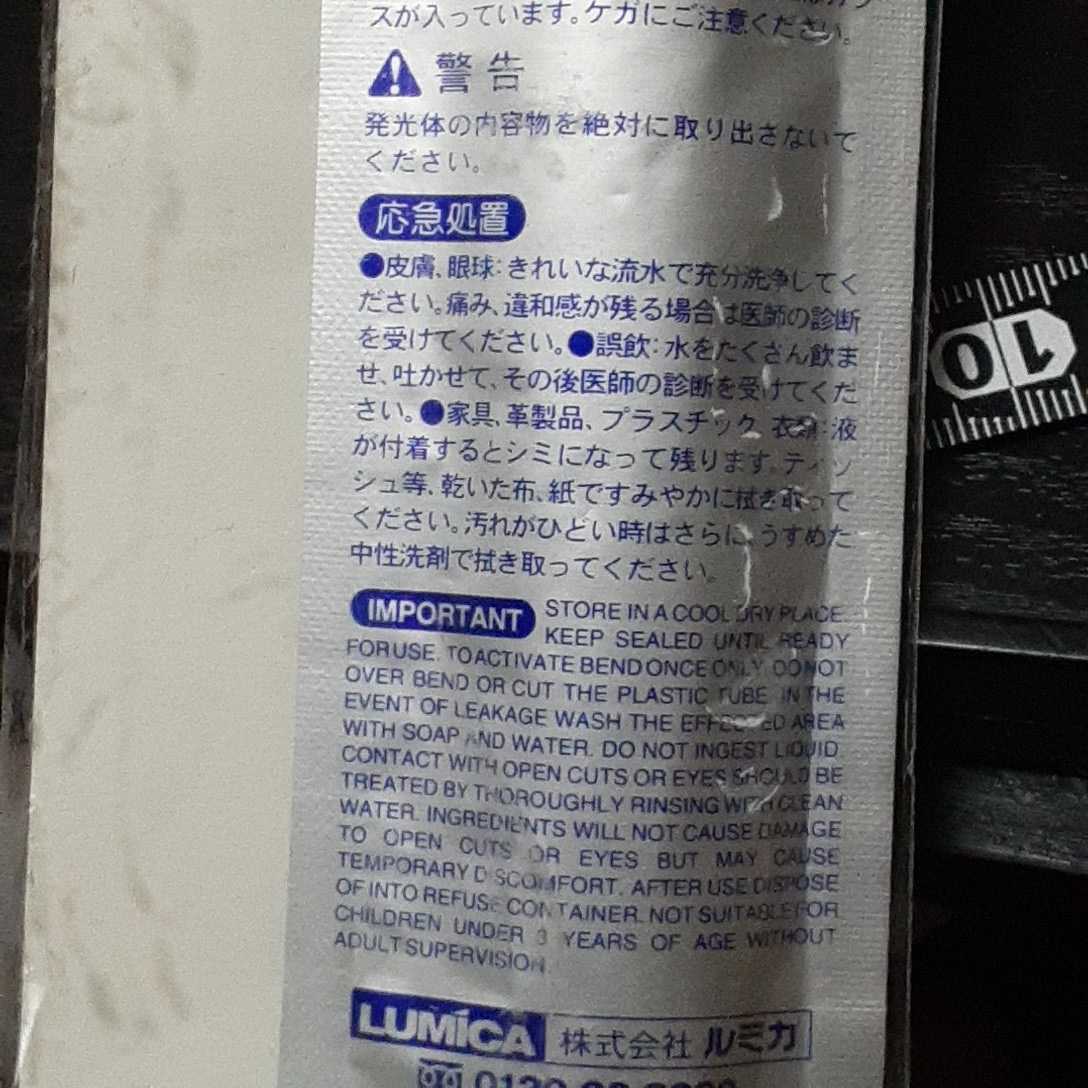 スが入っています。ケガにご注意ください。
警告
発光体の内容物を絶対に取り出さないて
ください。
応急処置
●皮膚、眼球：きれいな流水で充分洗浄してく
ださい。痛み、違和感が残る場合は医師の診断
を受けてください。●誤飲：水をたくさん飲ま
せ、吐かせて、その後医師の診断を受けてくだ
さい。●家具、革製品、プラスチック、衣類：液
が付着するとシミになって残ります。ティッ
シュ等、乾いた布、紙ですみやかに拭き取って
ください。汚れがひどい時はさらに、うすめた
中性洗剤で拭き取ってください。
IMPORTANT STORE IN A COOL DRY PLACE.
KEEP SEALED UNTIL READY
FOR USE. TO ACTIVATE BEND ONCE ONLY. DO NOT
OVER BEND OR CUT THE PLASTIC TUBE. IN THE
EVENT OF LEAKAGE WASH THE EFFECTED AREA
WITH SOAP AND WATER. DO NOT INGEST LIQUID.
CONTACT WITH OPEN CUTS OR EYES SHOULD BE
TREATED BY THOROUGHLY RINSING WITH CLEAN
WATER. INGREDIENTS WILL NOT CAUSE DAMAGE
TO OPEN CUTS OR EYES BUT MAY CAUSE
TEMPORARY DISCOMFORT. AFTER USE DISPOSE
OF INTO REFUSE CONTAINER. NOT SUITABLE FOR
CHILDREN UNDER 3 YEARS OF AGE WITHOUT
ADULT SUPERVISION.
LUMICA 株式会社 ルミカ
10